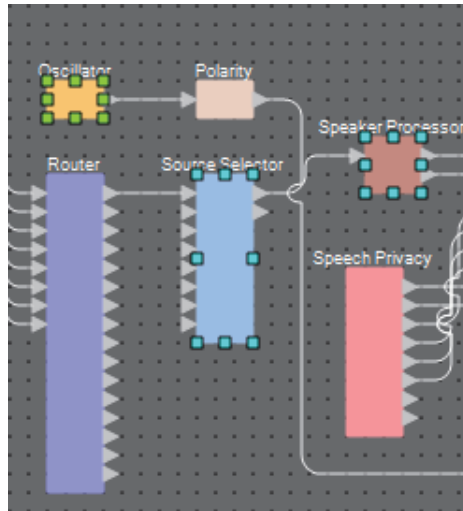 Oscillator
Polarity
Speaker Processor
Router
Source Selector
Speech Privacy